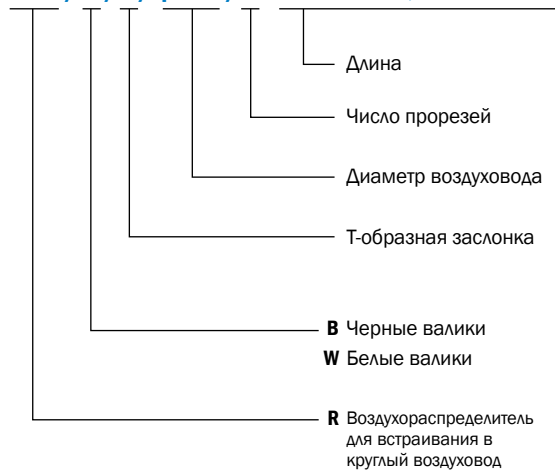 Длина
Число прорезей
Диаметр воздуховода
Т-образная заслонка
B Черные валики
W Белые валики
R Воздухораспределитель
для встраивания в
круглый воздуховод